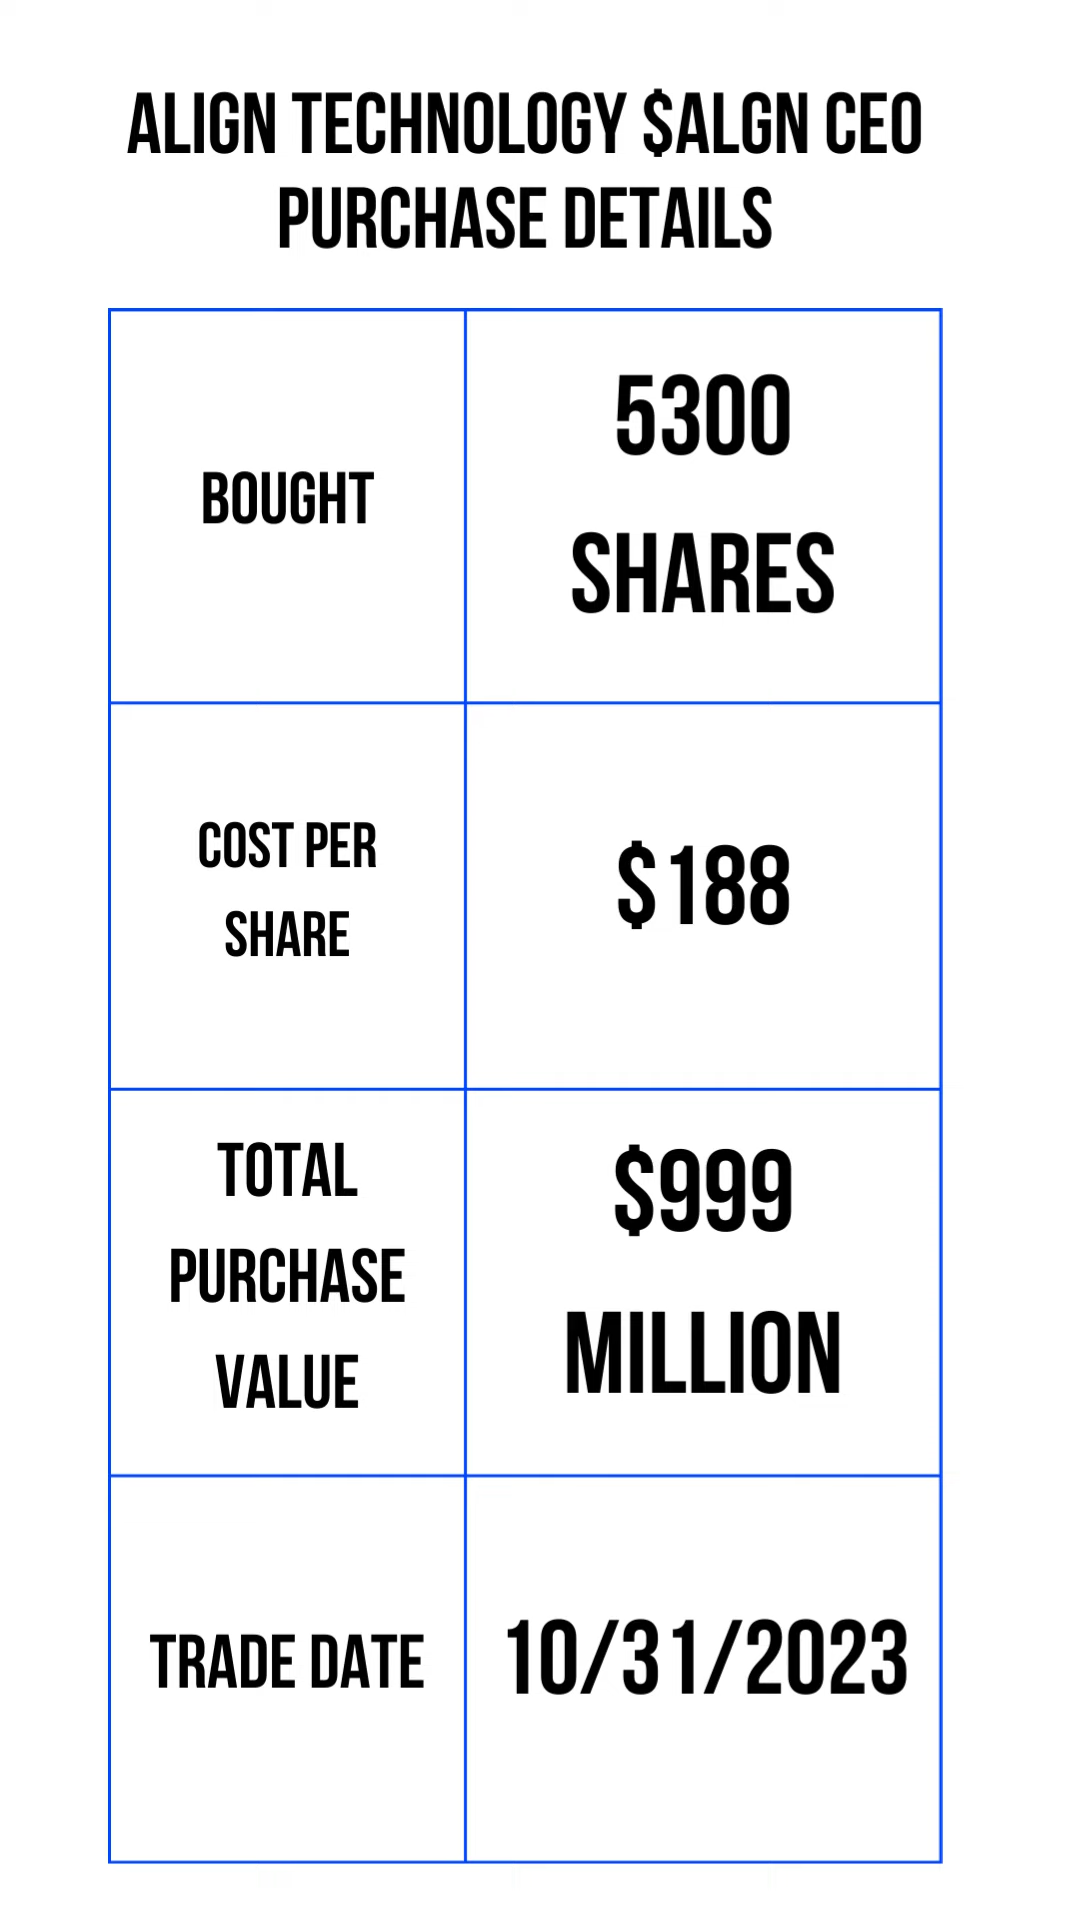 ALIGN TECHNOLOGY $ALGN CEO
PURCHASE DETAILS
BOUGHT
5300
SHARES
COST PER
SHARE
$188
TOTAL
PURCHASE
VALUE
$999
MILLION
TRADE DATE
10/31/2023